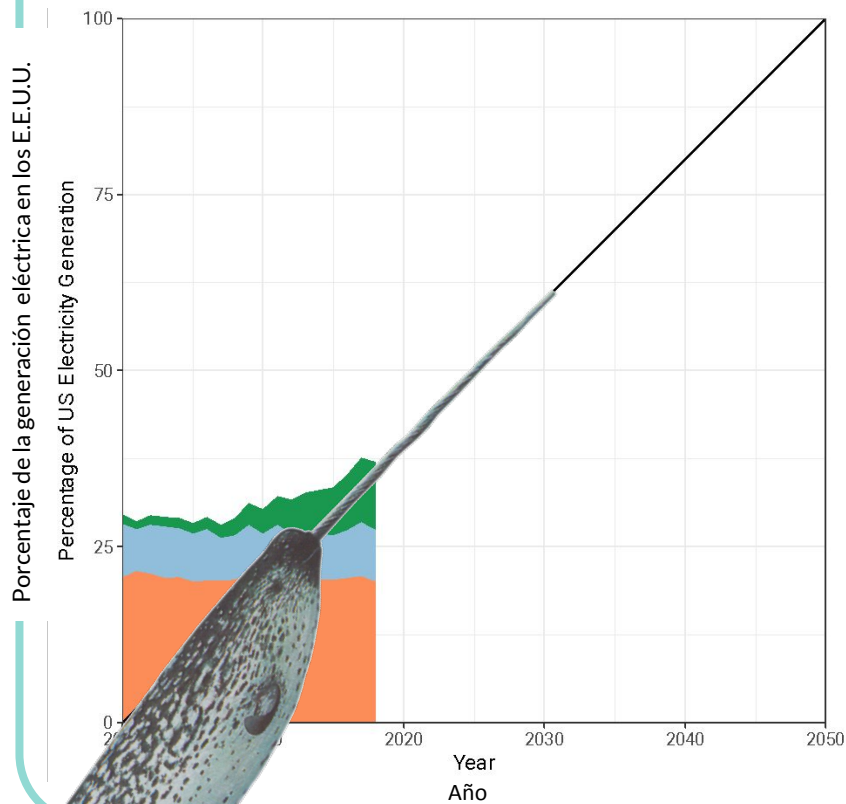 Porcentaje de la generación eléctrica en los E.E.U.U.
Percentage of US Electricity Generation
100
75
50
25
0
2020
2030
2040
2050
Year
Año